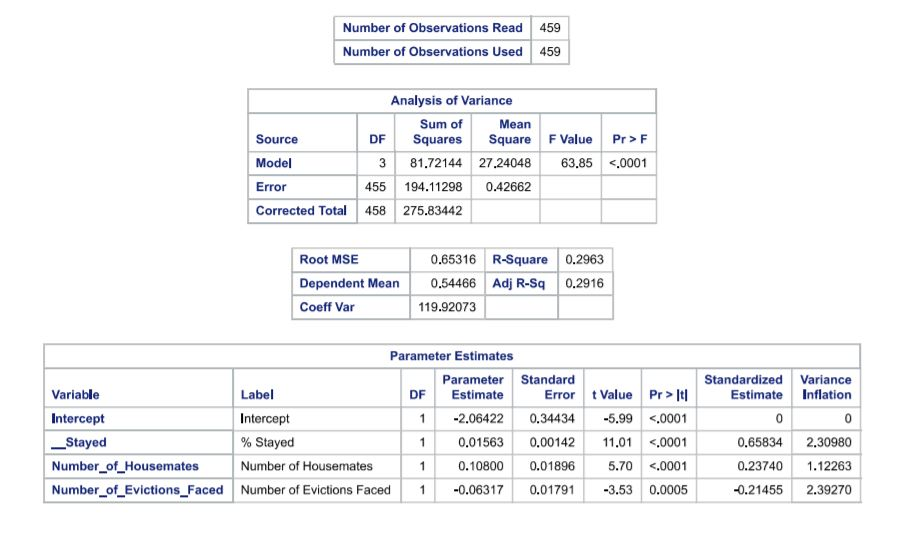 Number of Observations Read 459
Number of Observations Used 459
Analysis of Variance
Source DF Sum of Squares Mean Square F Value Pr > F
Model 3 81.72144 27.24048 63.85 <.0001
Error 455 194.11298 0.42662
Corrected Total 458 275.83442
Root MSE 0.65316 R-Square 0.2963
Dependent Mean 0.54466 Adj R-Sq 0.2916
Coeff Var 119.92073
Parameter Estimates
Variable Label DF Parameter Estimate Standard Error t Value Pr > |t| Standardized Estimate Variance Inflation
Intercept Intercept 1 -2.06422 0.34434 -5.99 <.0001 0 0
__Stayed % Stayed 1 0.01563 0.00142 11.01 <.0001 0.65834 2.30980
Number_of_Housemates Number of Housemates 1 0.10800 0.01896 5.70 <.0001 0.23740 1.12263
Number_of_Evictions_Faced Number of Evictions Faced 1 -0.06317 0.01791 -3.53 0.0005 -0.21455 2.39270